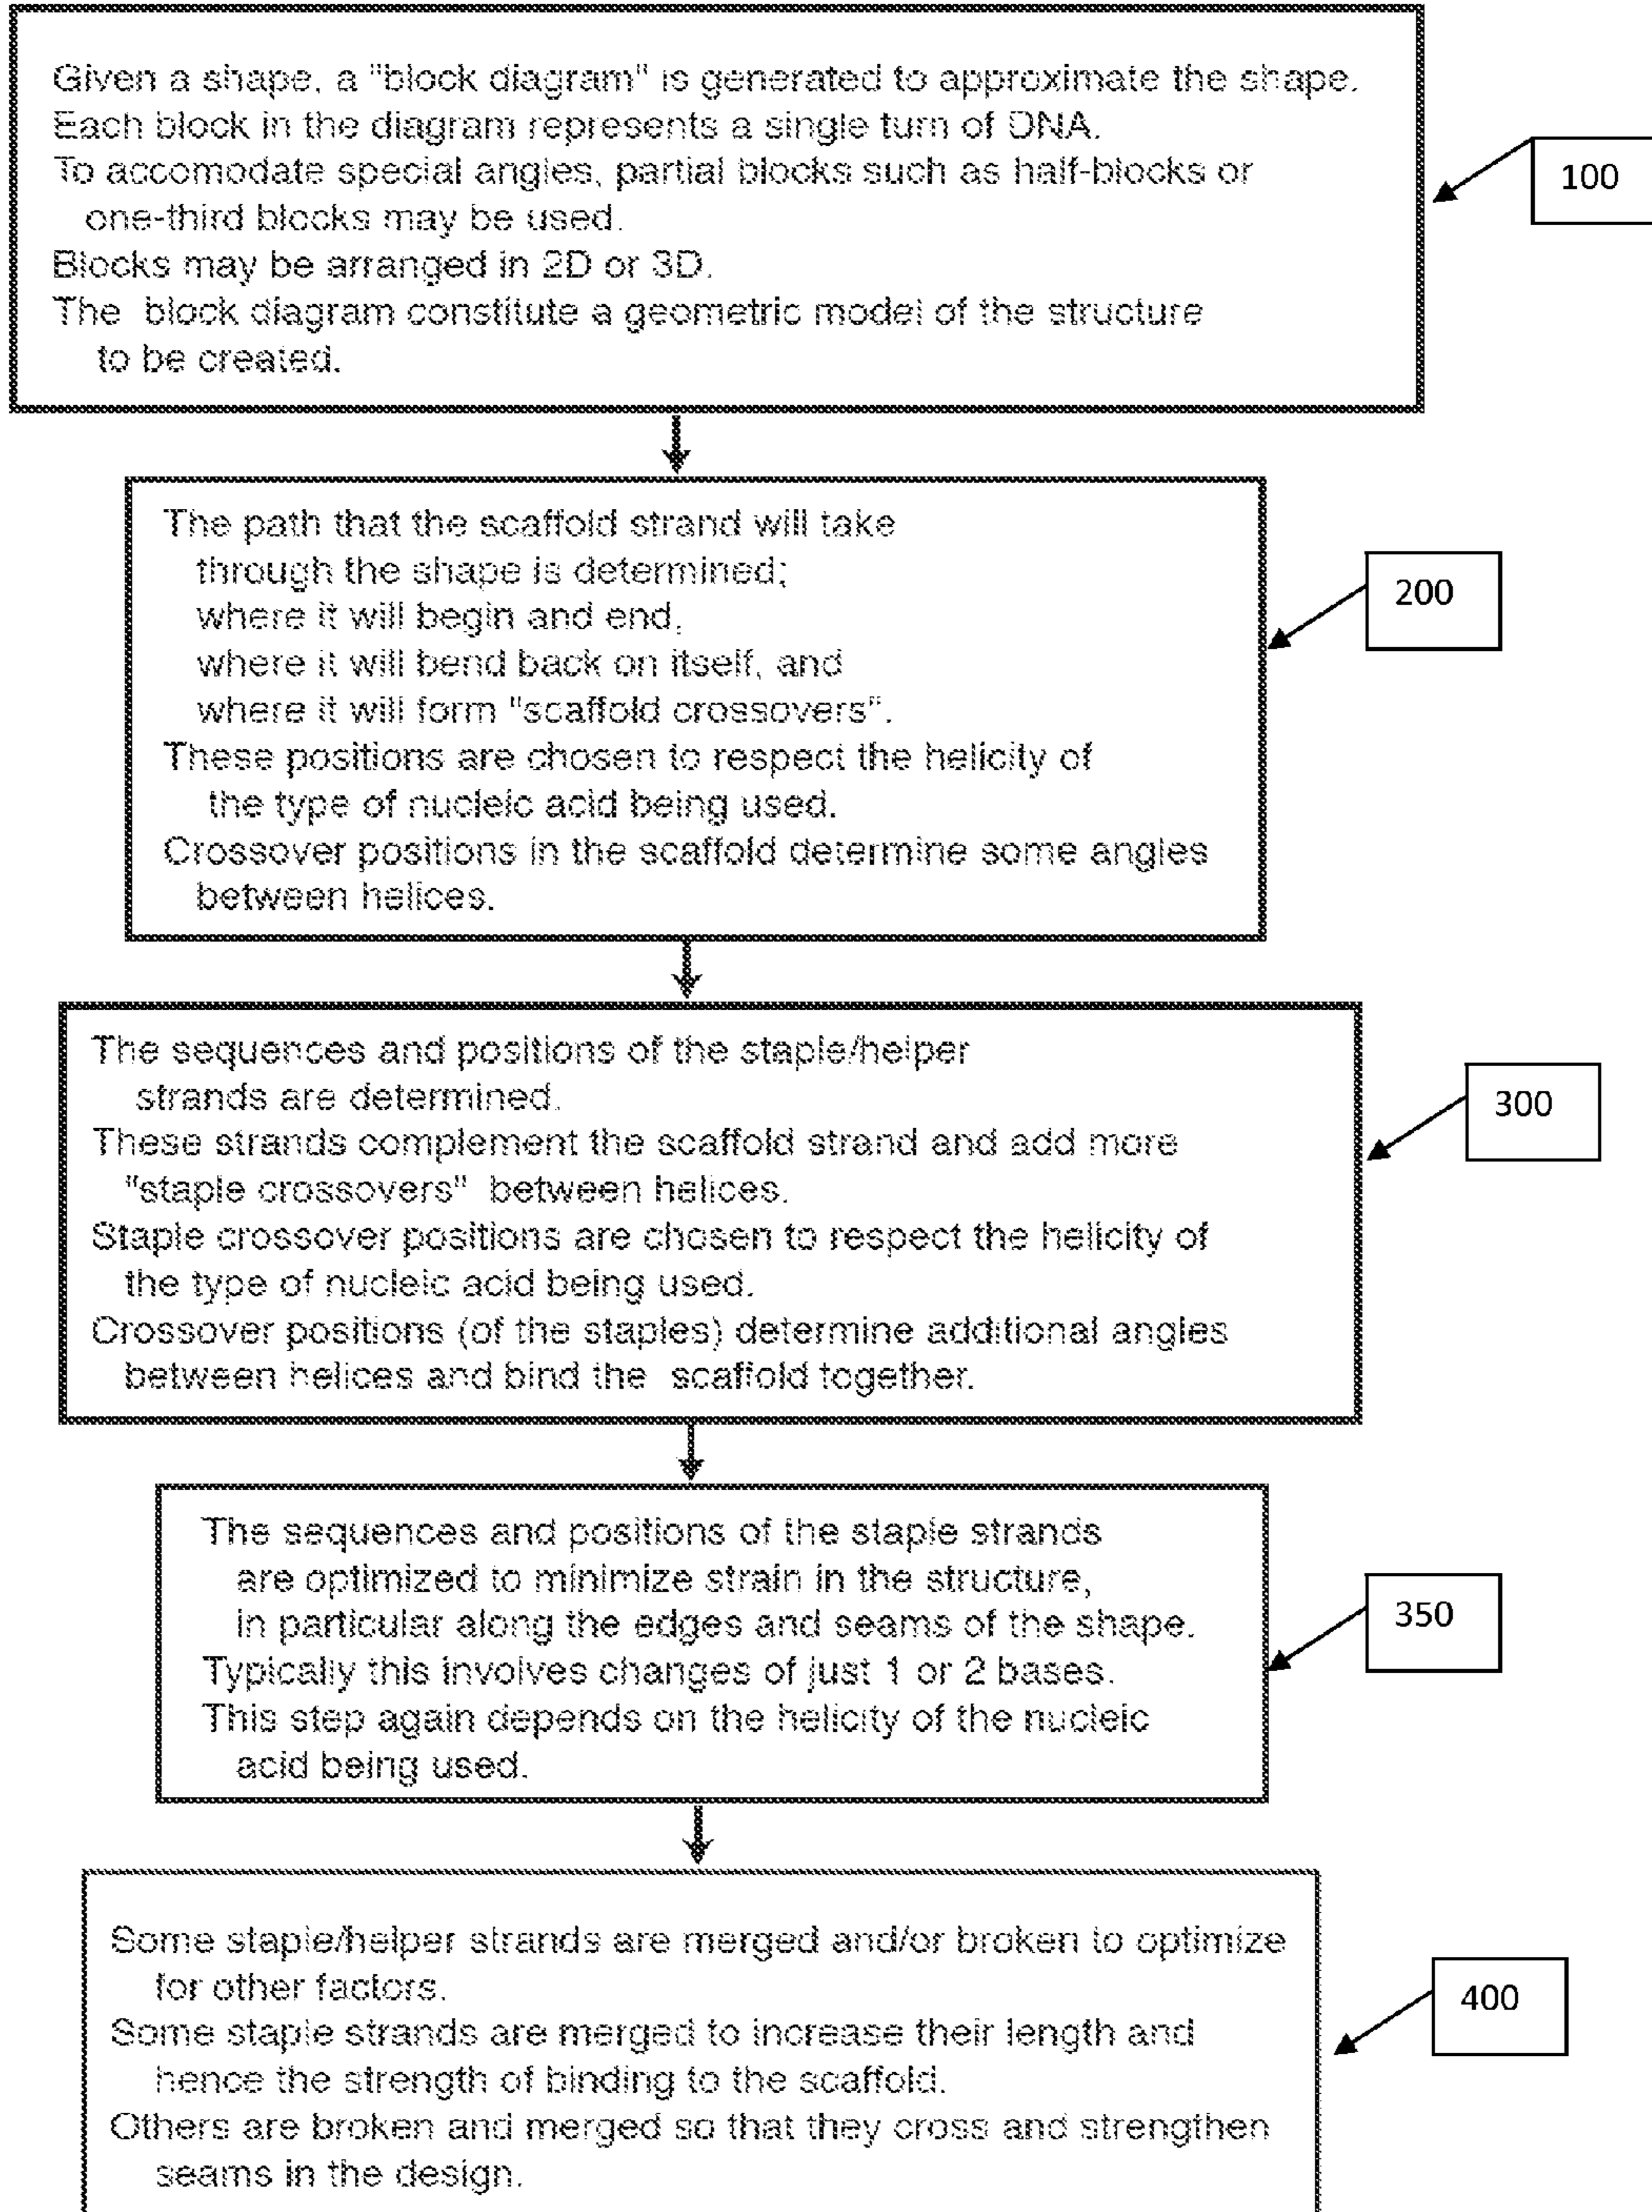 Given a shape, a "block diagram" is generated to approximate the shape.
Each block in the diagram represents a single turn of DNA.
To accomodate special angles, partial blocks such as half-blocks or
one-third blocks may be used.
Blocks may be arranged in 2D or 3D.
The block diagram constitute a geometric model of the structure
to be created.
100
The path that the scaffold strand will take
through the shape is determined;
where it will begin and end,
where it will bend back on itself, and
where it will form "scaffold crossovers".
These positions are chosen to respect the helicity of
the type of nucleic acid being used.
Crossover positions in the scaffold determine some angles
between helices.
200
The sequences and positions of the staple/helper
strands are determined.
These strands complement the scaffold strand and add more
"staple crossovers" between helices.
Staple crossover positions are chosen to respect the helicity of
the type of nucleic acid being used.
Crossover positions (of the staples) determine additional angles
between helices and bind the scaffold together.
300
The sequences and positions of the staple strands
are optimized to minimize strain in the structure,
in particular along the edges and seams of the shape.
Typically this involves changes of just 1 or 2 bases.
This step again depends on the helicity of the nucleic
acid being used.
350
Some staple/helper strands are merged and/or broken to optimize
for other factors.
Some staple strands are merged to increase their length and
hence the strength of binding to the scaffold.
Others are broken and merged so that they cross and strengthen
seams in the design.
400